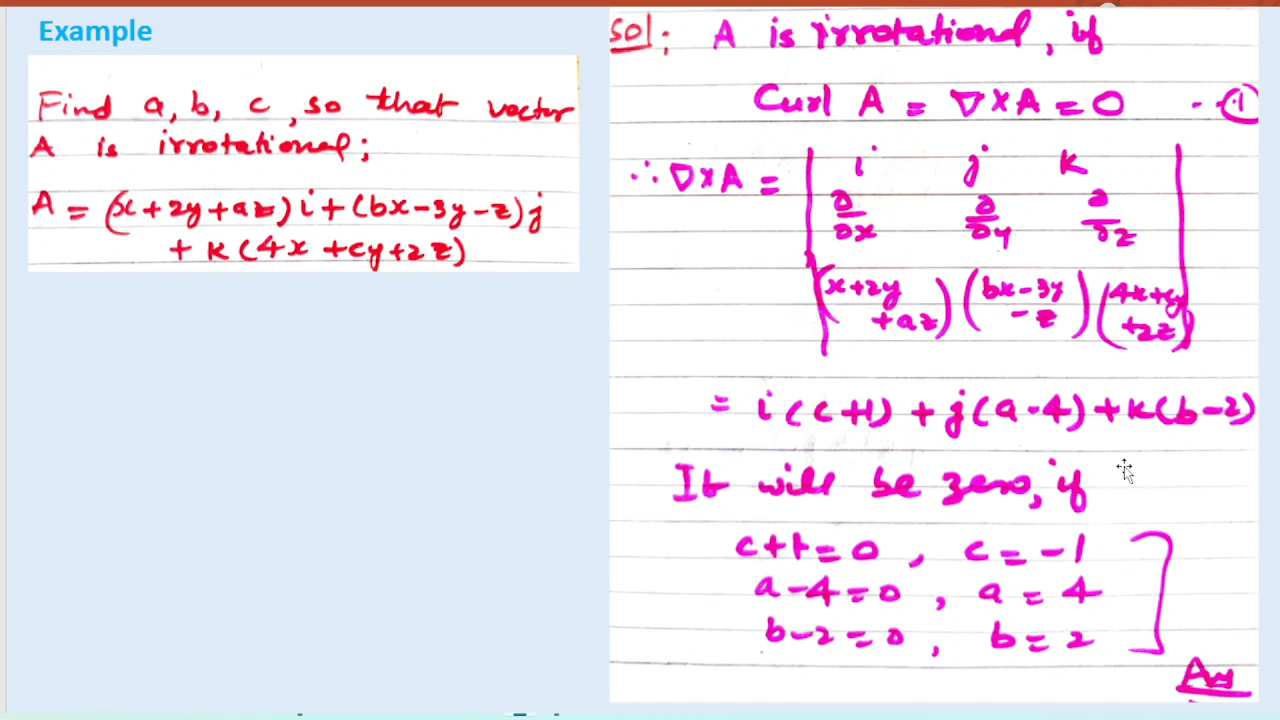 Example
Find a, b, c, so that vector
A is irrotational;
A = (x+2y+az)i+(bx-3y-z)j
+ k(4x+cy+2z)
Sol: A is irrotational, if
Curl A = ∇×A = 0 --①
∴ ∇×A = | i j k
∂/∂x ∂/∂y ∂/∂z
(x+2y+az) (bx-3y-z) (4x+cy+2z) |
= i(c+1) + j(a-4)+k(b-2)
It will be zero, if
c+1=0, c=-1
a-4=0, a=4
b-2=0, b=2
Ans